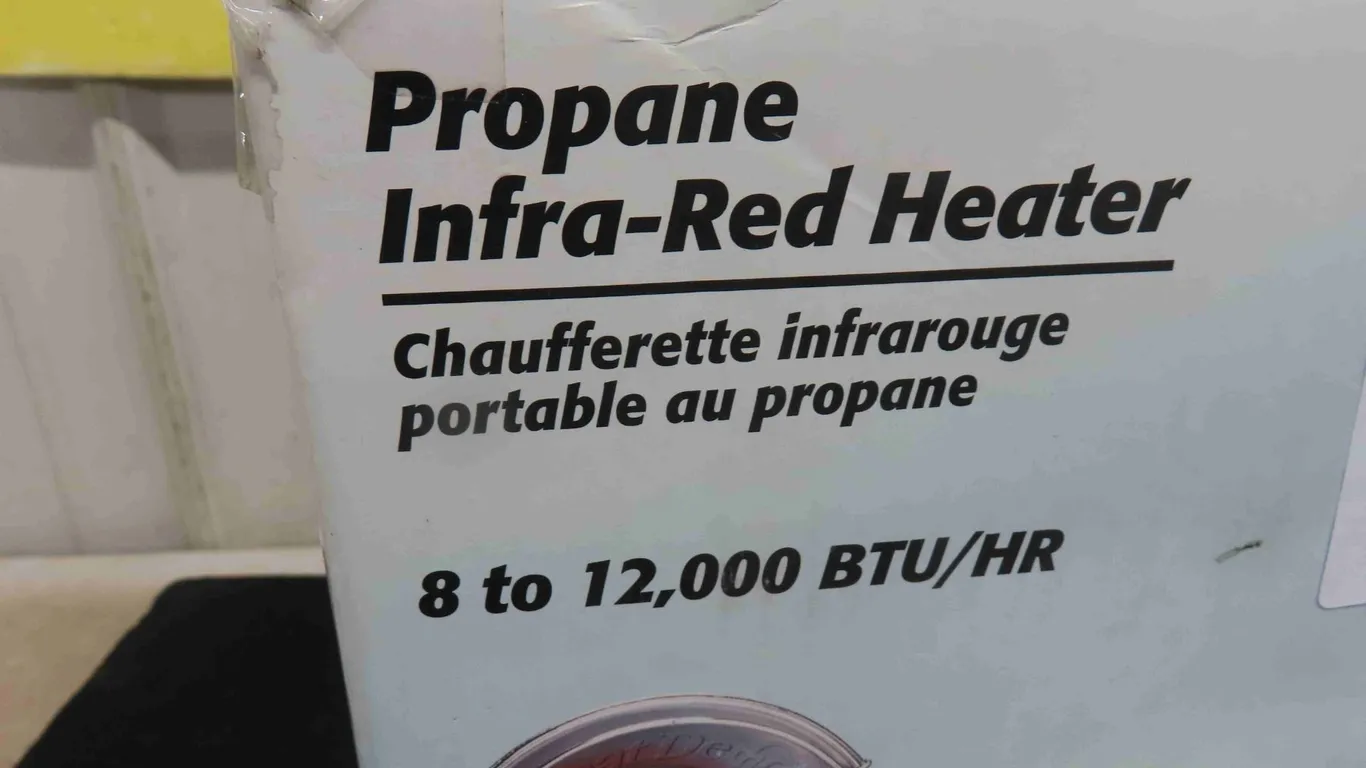 Propane
Infra-Red Heater
Chaufferette infrarouge
portable au propane
8 to 12,000 BTU/HR